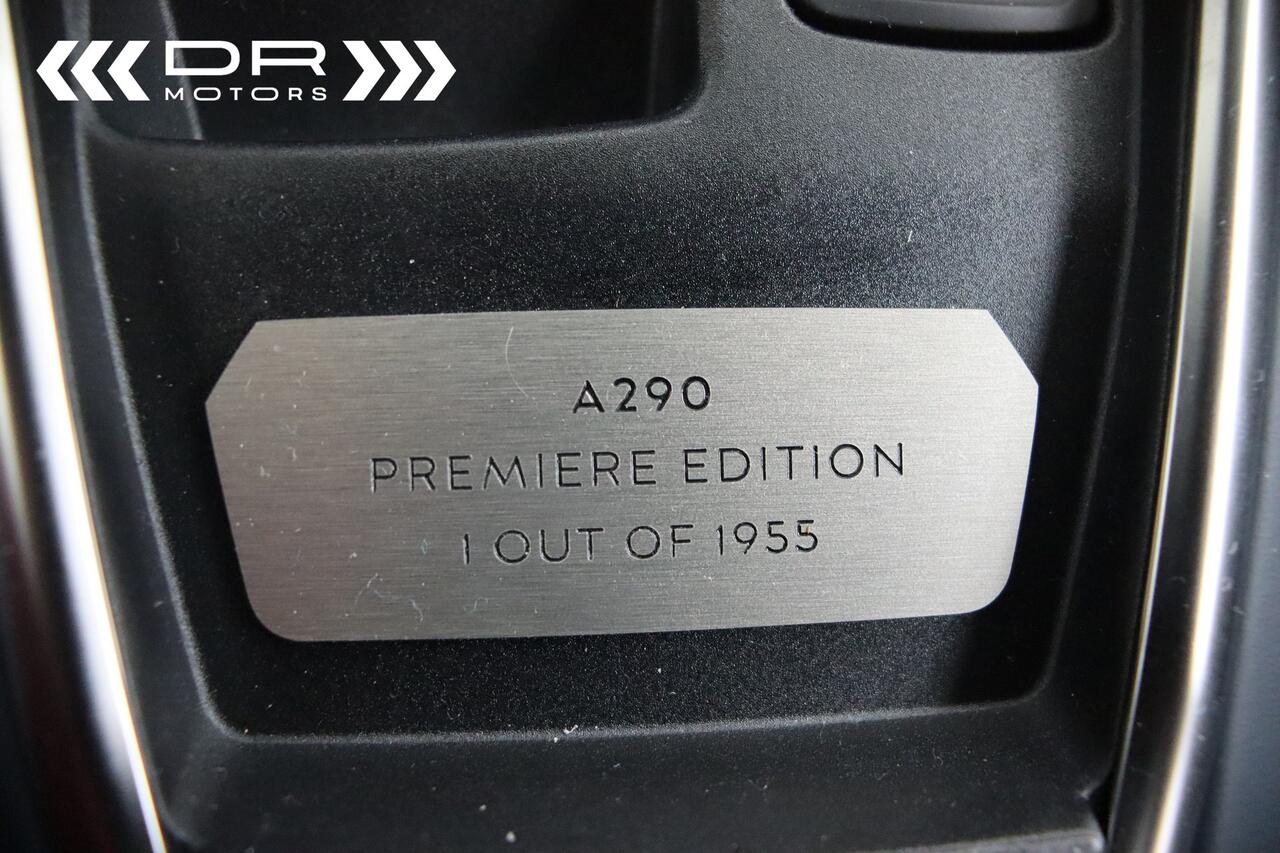 DR
MOTORS
A290
PREMIERE EDITION
1 OUT OF 1955